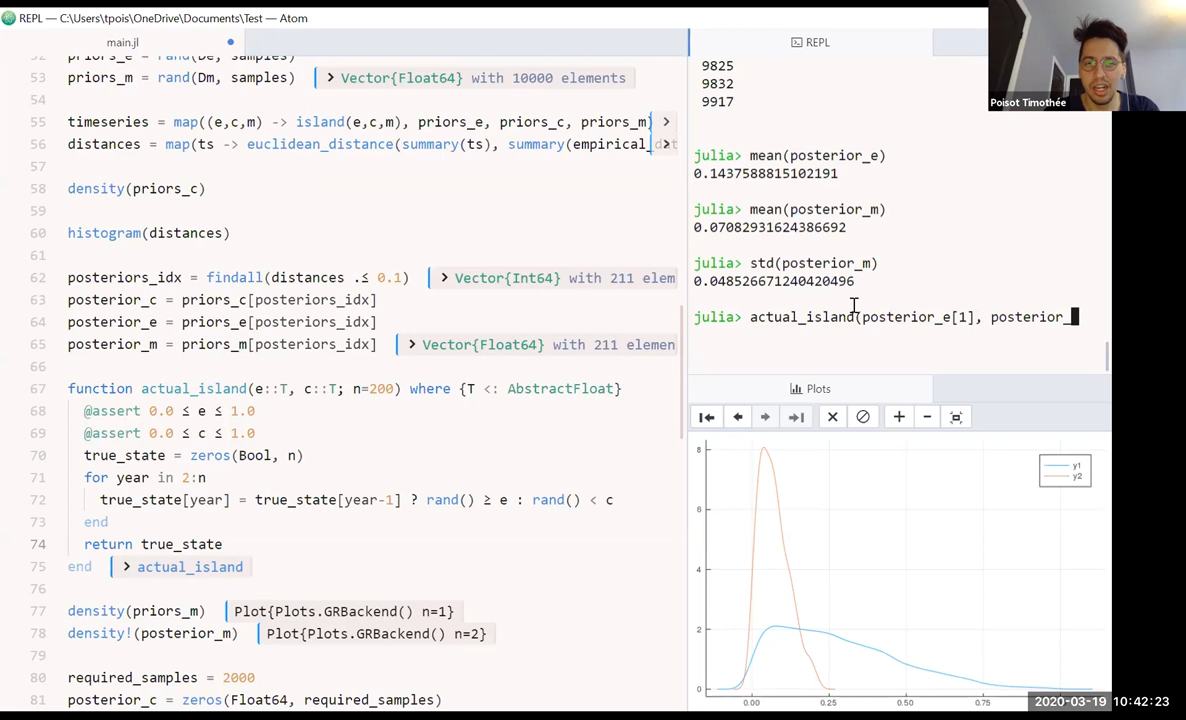 REPL — C:\Users\tpois\OneDrive\Documents\Test — Atom
main.jl
53 priors_m = rand(Dm, samples) > Vector{Float64} with 10000 elements
54
55 timeseries = map((e,c,m) -> island(e,c,m), priors_e, priors_c, priors_m) >
56 distances = map(ts -> euclidean_distance(summary(ts), summary(empirical_
57
58 density(priors_c)
59
60 histogram(distances)
61
62 posteriors_idx = findall(distances .≤ 0.1) > Vector{Int64} with 211 elem
63 posterior_c = priors_c[posteriors_idx]
64 posterior_e = priors_e[posteriors_idx]
65 posterior_m = priors_m[posteriors_idx] > Vector{Float64} with 211 elemen
66
67 function actual_island(e::T, c::T; n=200) where {T <: AbstractFloat}
68 @assert 0.0 ≤ e ≤ 1.0
69 @assert 0.0 ≤ c ≤ 1.0
70 true_state = zeros(Bool, n)
71 for year in 2:n
72 true_state[year] = true_state[year-1] ? rand() ≥ e : rand() < c
73 end
74 return true_state
75 end > actual_island
76
77 density(priors_m) Plot{Plots.GRBackend() n=1}
78 density!(posterior_m) Plot{Plots.GRBackend() n=2}
79
80 required_samples = 2000
81 posterior_c = zeros(Float64, required_samples)
REPL
9825
9832
9917
julia> mean(posterior_e)
0.1437588815102191
julia> mean(posterior_m)
0.07082931624386692
julia> std(posterior_m)
0.048526671240420496
julia> actual_island(posterior_e[1], posterior_
Plots
8
6
4
2
0
0.00 0.25 0.50 0.75
y1
y2
Poisot Timothée
2020-03-19 10:42:23